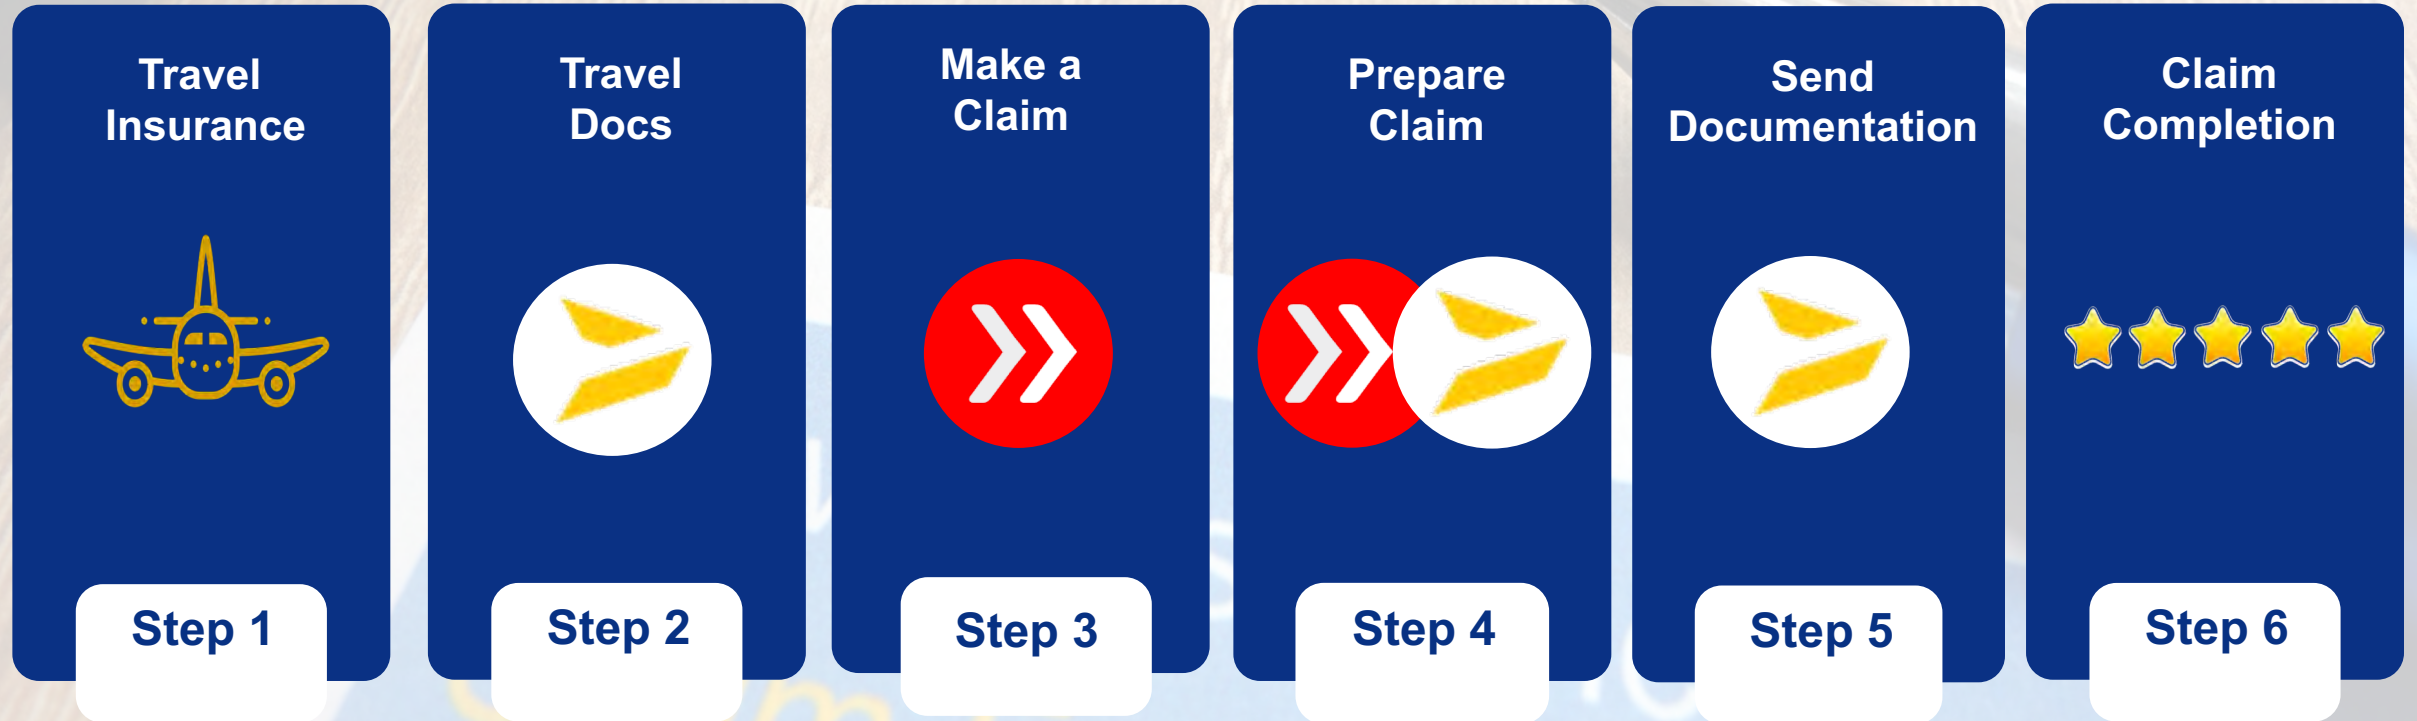 Travel
Insurance
Step 1
Travel
Docs
Step 2
Make a
Claim
Step 3
Prepare
Claim
Step 4
Send
Documentation
Step 5
Claim
Completion
Step 6